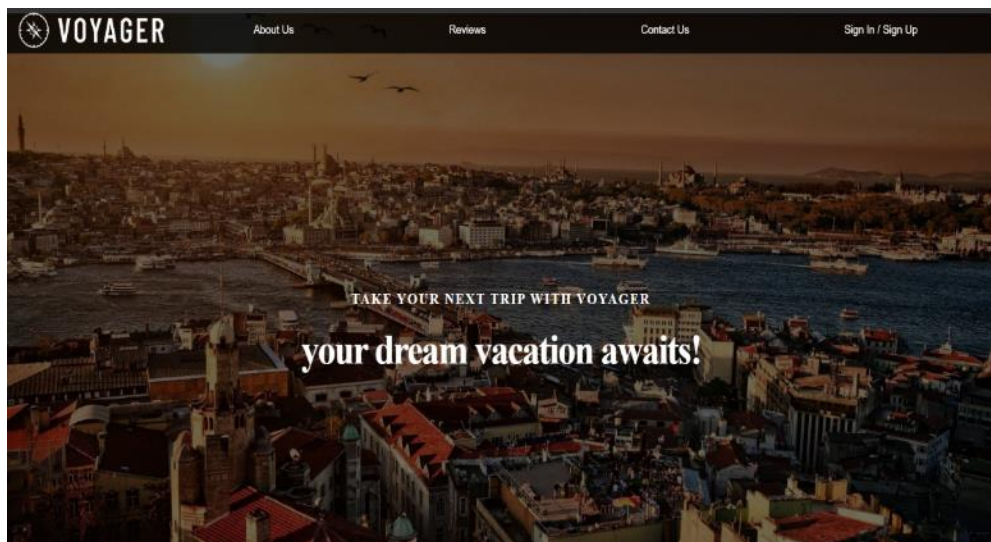 VOYAGER
About Us
Reviews
Contact Us
Sign In / Sign Up
TAKE YOUR NEXT TRIP WITH VOYAGER
your dream vacation awaits!